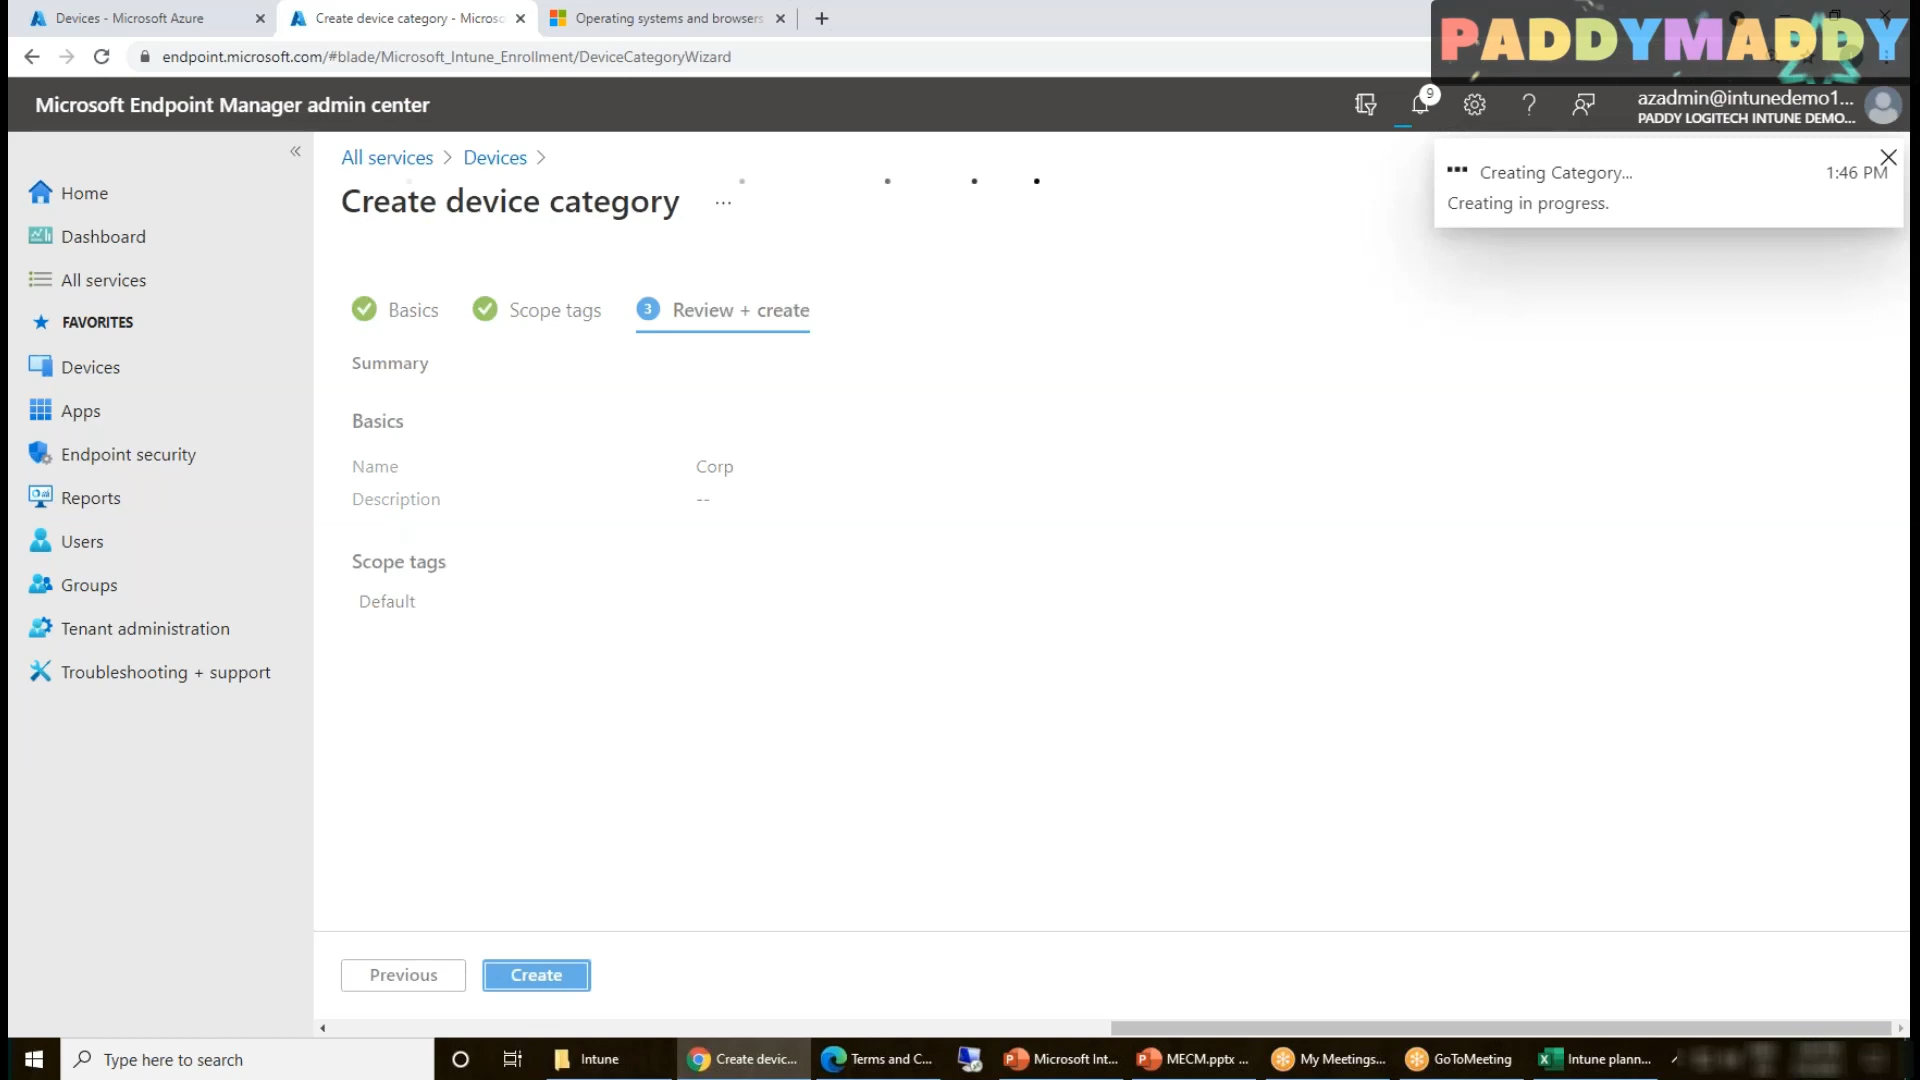 Devices - Microsoft Azure
Create device category - Micros
Operating systems and browsers
PADDYMADDY
endpoint.microsoft.com/#blade/Microsoft_Intune_Enrollment/DeviceCategoryWizard
Microsoft Endpoint Manager admin center
9
azadmin@intunedemo1...
PADDY LOGITECH INTUNE DEMO...
All services > Devices >
Create device category ...
Creating Category...
1:46 PM
Creating in progress.
Home
Dashboard
All services
FAVORITES
Devices
Apps
Endpoint security
Reports
Users
Groups
Tenant administration
Troubleshooting + support
Basics
Scope tags
3 Review + create
Summary
Basics
Name Corp
Description --
Scope tags
Default
Previous
Create
Type here to search
Intune
Create devic...
Terms and C...
Microsoft Int...
MECM.pptx ...
My Meetings...
GoToMeeting
Intune plann...